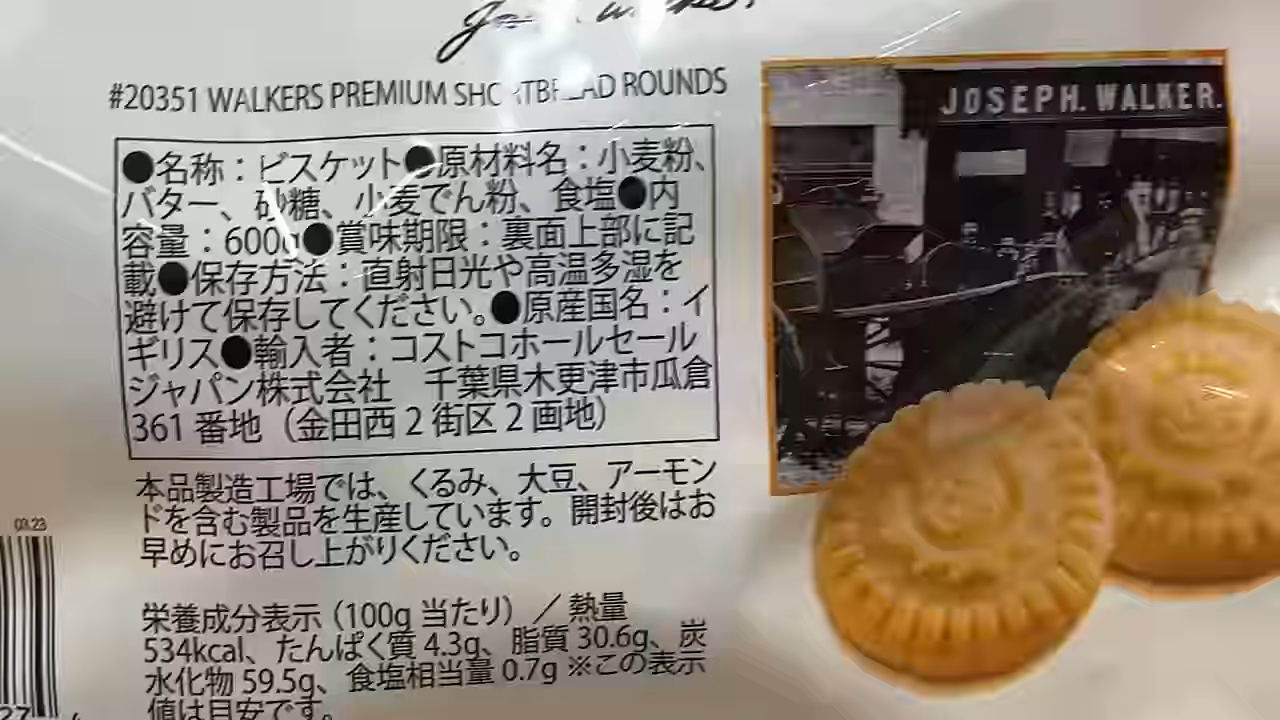 #20351 WALKERS PREMIUM SHORTBREAD ROUNDS
JOSEPH. WALKER.
●名称：ビスケット●原材料名：小麦粉、
バター、砂糖、小麦でん粉、食塩●内
容量：600g●賞味期限：裏面上部に記
載●保存方法：直射日光や高温多湿を
避けて保存してください。●原産国名：イ
ギリス●輸入者：コストコホールセール
ジャパン株式会社　千葉県木更津市瓜倉
361 番地（金田西 2 街区 2 画地）
本品製造工場では、くるみ、大豆、アーモン
ドを含む製品を生産しています。開封後はお
早めにお召し上がりください。
03.23
栄養成分表示（100g 当たり）／熱量
534kcal、たんぱく質 4.3g、脂質 30.6g、炭
水化物 59.5g、食塩相当量 0.7g ※この表示
値は目安です。